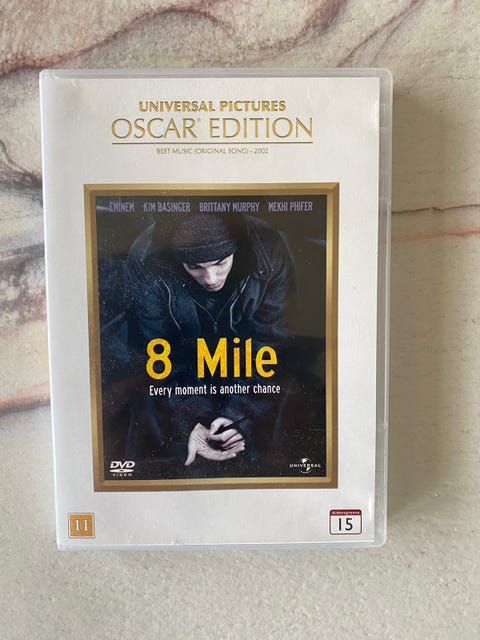 UNIVERSAL PICTURES
OSCAR® EDITION
BEST MUSIC (ORIGINAL SONG) - 2002
EMINEM KIM BASINGER BRITTANY MURPHY MEKHI PHIFER
8 Mile
Every moment is another chance
DVD
VIDEO
UNIVERSAL
11
Aldersgrense
15